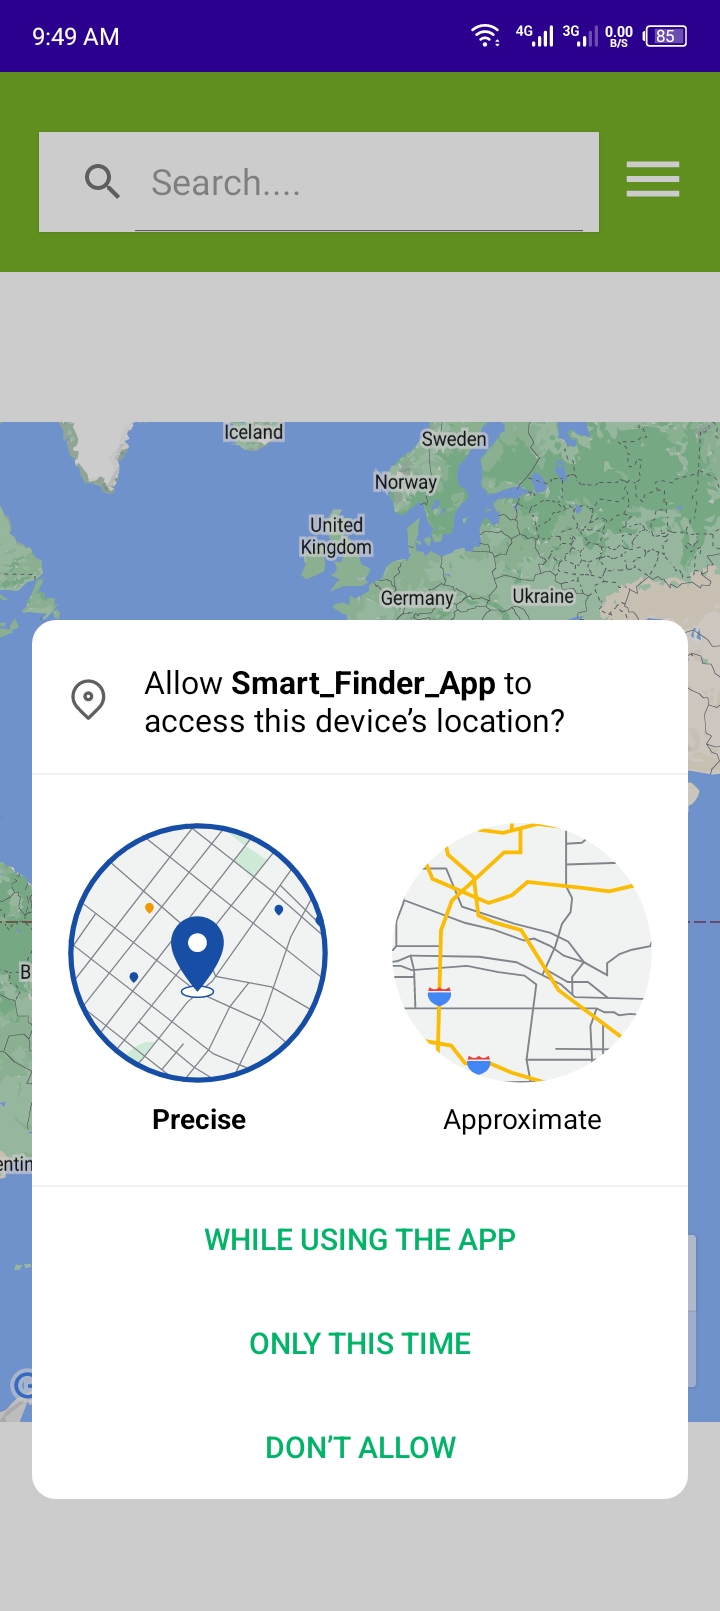 9:49 AM
4G 3G 0.00 B/S 85
Search....
Iceland
Sweden
Norway
United
Kingdom
Germany
Ukraine
Allow Smart_Finder_App to
access this device’s location?
B
entin
Precise
Approximate
WHILE USING THE APP
ONLY THIS TIME
G
DON’T ALLOW